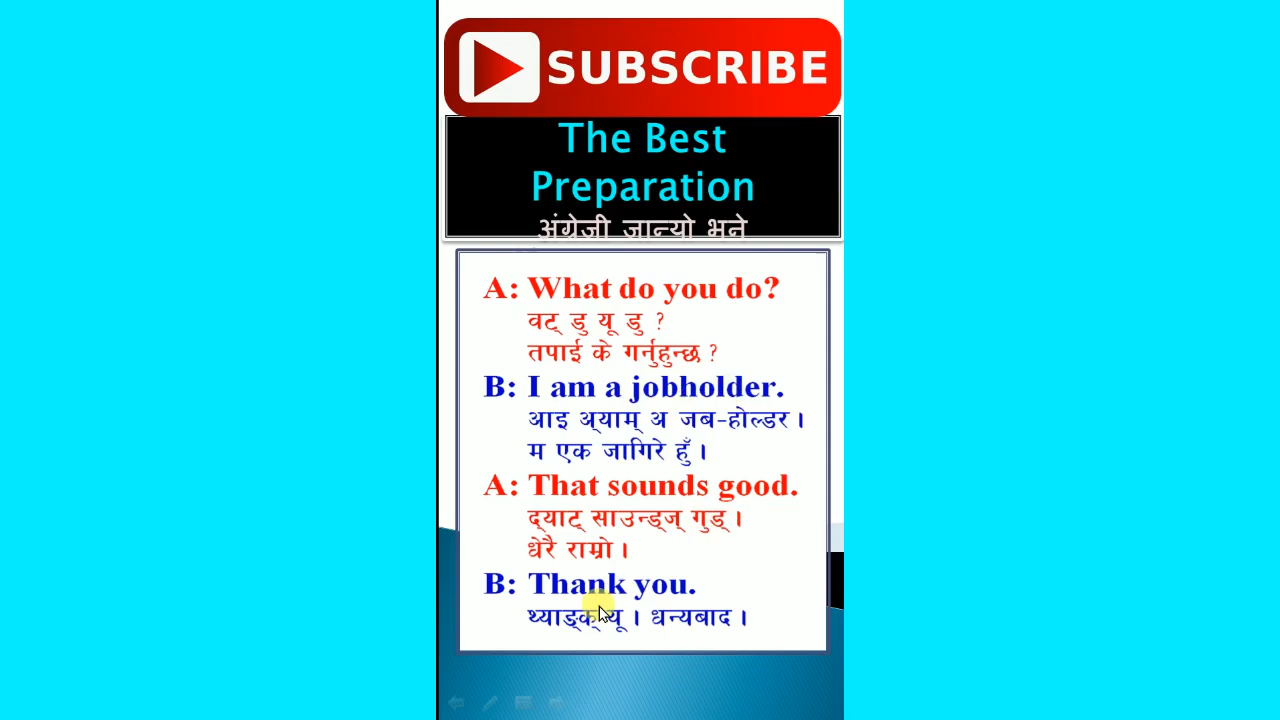 SUBSCRIBE
The Best
Preparation
अंग्रेजी जान्यो भने
A: What do you do?
वट् डु यू डु ?
तपाई के गर्नुहुन्छ ?
B: I am a jobholder.
आइ अ्याम् अ जब-होल्डर ।
म एक जागिरे हुँ ।
A: That sounds good.
द्याट् साउन्ड्ज् गुड् ।
धेरै राम्रो ।
B: Thank you.
थ्याङ्क् यू । धन्यबाद ।